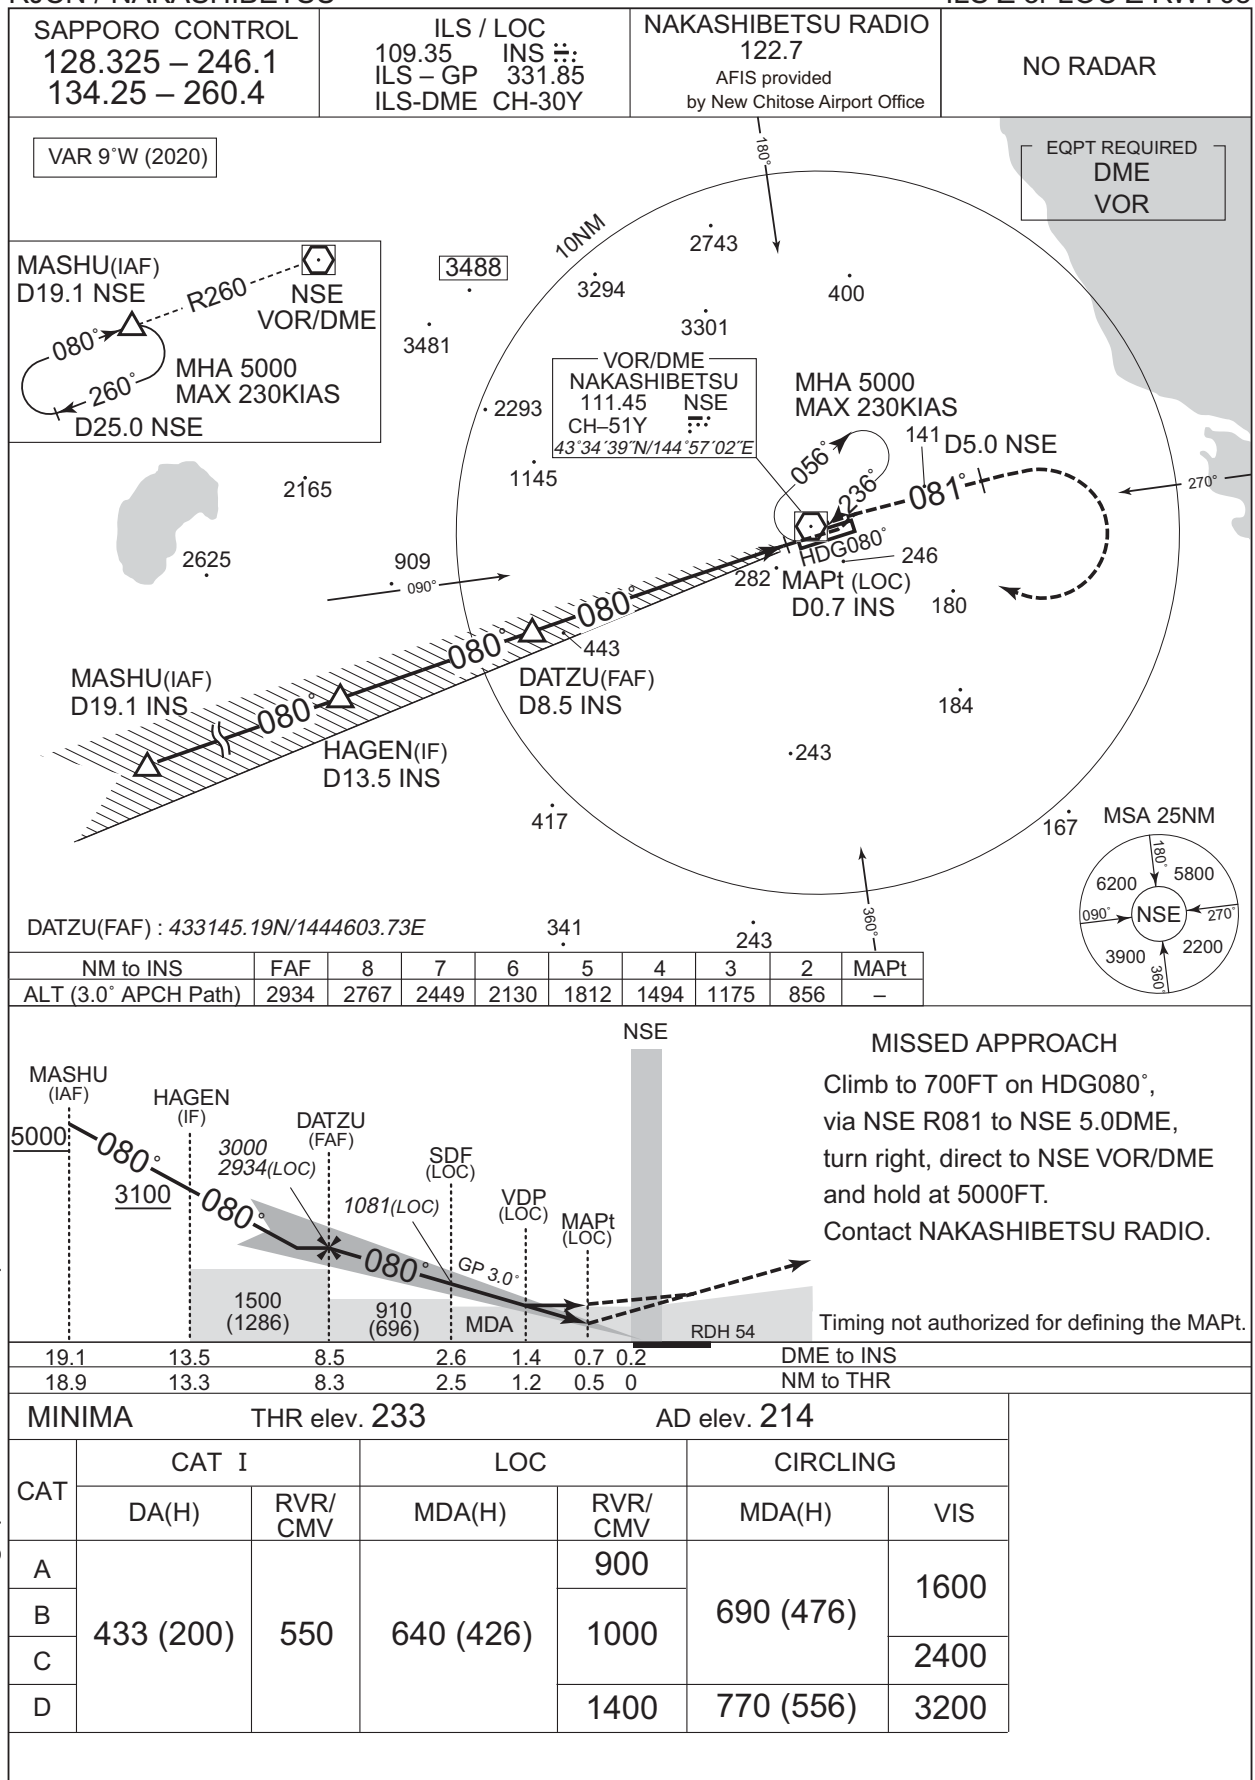 SAPPORO CONTROL
128.325 – 246.1
134.25 – 260.4
ILS / LOC
109.35 INS
ILS – GP 331.85
ILS-DME CH-30Y
NAKASHIBETSU RADIO
122.7
AFIS provided
by New Chitose Airport Office
NO RADAR
VAR 9˚W (2020)
EQPT REQUIRED
DME
VOR
180˚
10NM
MASHU(IAF)
D19.1 NSE
R260
NSE
VOR/DME
080˚
260˚
MHA 5000
MAX 230KIAS
D25.0 NSE
3488
3481
2743
3294
3301
400
2293
1145
2165
2625
VOR/DME
NAKASHIBETSU
111.45 NSE
CH–51Y
43˚34´39˝N/144˚57´02˝E
MHA 5000
MAX 230KIAS
056˚
236˚
141
D5.0 NSE
081˚
270˚
909
090˚
HDG080˚
246
282
MAPt (LOC)
D0.7 INS
180
080˚
080˚
443
DATZU(FAF)
D8.5 INS
MASHU(IAF)
D19.1 INS
080˚
HAGEN(IF)
D13.5 INS
184
243
417
167
360˚
341
243
MSA 25NM
180˚
6200
5800
090˚
NSE
270˚
3900
2200
360˚
DATZU(FAF) : 433145.19N/1444603.73E
NM to INS FAF 8 7 6 5 4 3 2 MAPt
ALT (3.0˚ APCH Path) 2934 2767 2449 2130 1812 1494 1175 856 –
NSE
MASHU
(IAF)
HAGEN
(IF)
DATZU
(FAF)
SDF
(LOC)
VDP
(LOC)
MAPt
(LOC)
5000
3100
080˚
080˚
080˚
3000
2934(LOC)
1081(LOC)
GP 3.0˚
1500
(1286)
910
(696)
MDA
RDH 54
MISSED APPROACH
Climb to 700FT on HDG080˚,
via NSE R081 to NSE 5.0DME,
turn right, direct to NSE VOR/DME
and hold at 5000FT.
Contact NAKASHIBETSU RADIO.
Timing not authorized for defining the MAPt.
19.1 13.5 8.5 2.6 1.4 0.7 0.2 DME to INS
18.9 13.3 8.3 2.5 1.2 0.5 0 NM to THR
MINIMA THR elev. 233 AD elev. 214
CAT CAT I LOC CIRCLING
DA(H) RVR/CMV MDA(H) RVR/CMV MDA(H) VIS
A 433 (200) 550 640 (426) 900 690 (476) 1600
B 1000
C 2400
D 1400 770 (556) 3200